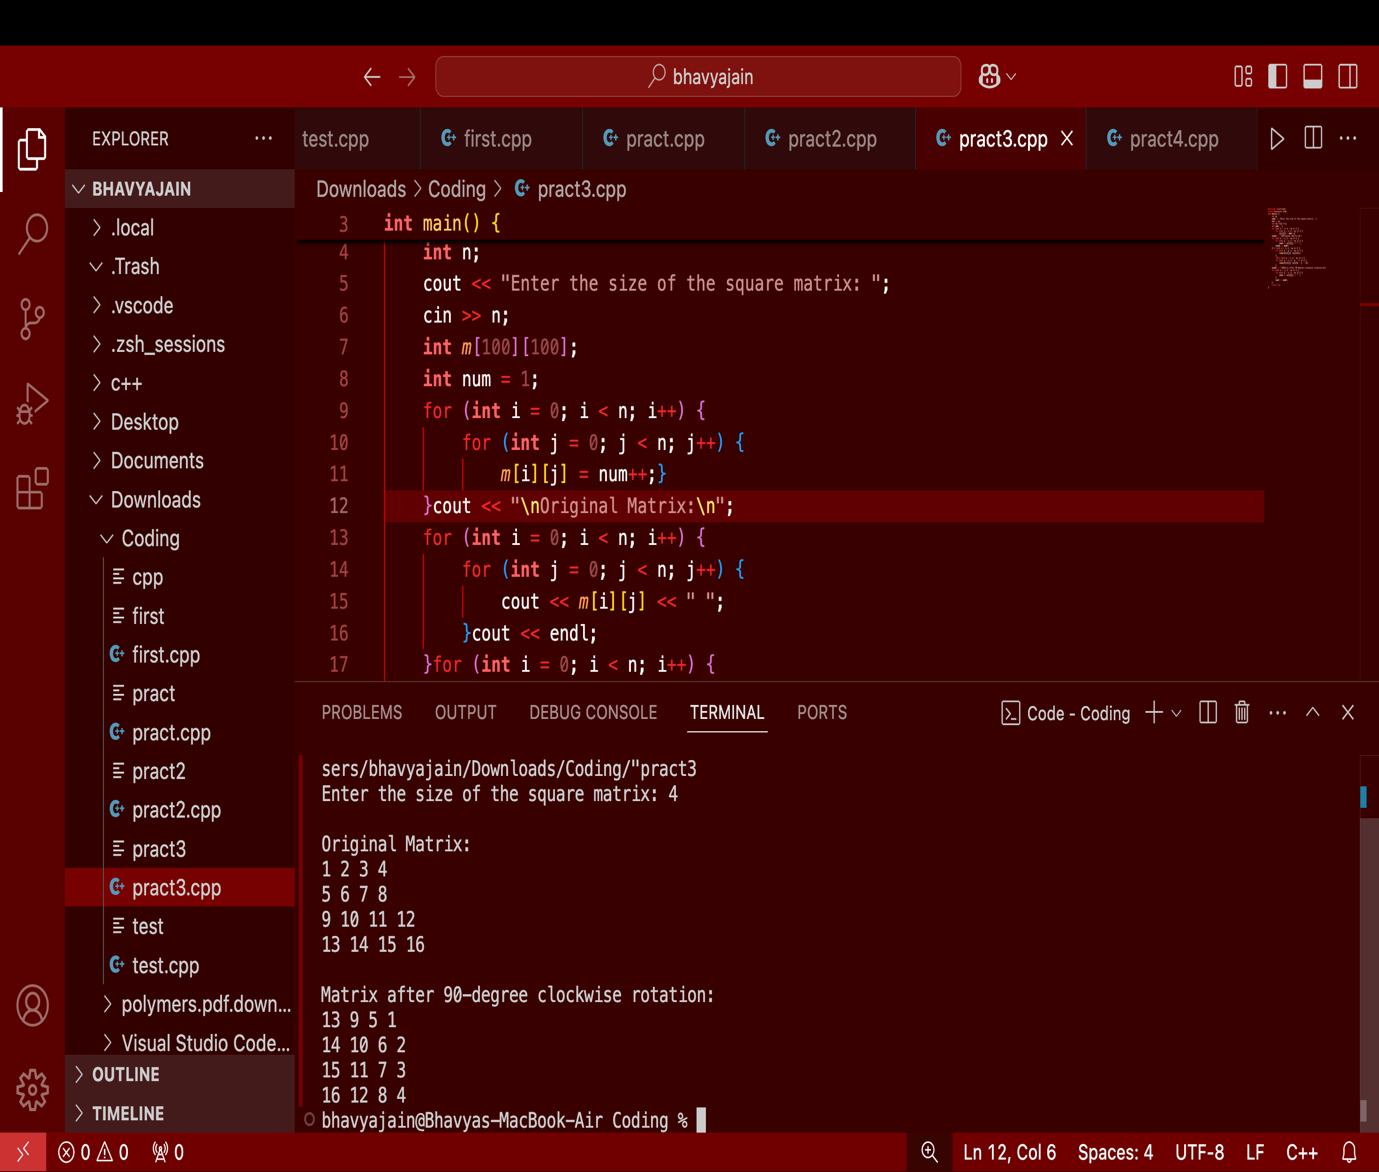 bhavyajain
EXPLORER
test.cpp
first.cpp
pract.cpp
pract2.cpp
pract3.cpp
pract4.cpp
BHAVYAJAIN
.local
.Trash
.vscode
.zsh_sessions
c++
Desktop
Documents
Downloads
Coding
cpp
first
first.cpp
pract
pract.cpp
pract2
pract2.cpp
pract3
pract3.cpp
test
test.cpp
polymers.pdf.down...
Visual Studio Code...
OUTLINE
TIMELINE
Downloads > Coding > pract3.cpp
3 int main() {
4 int n;
5 cout << "Enter the size of the square matrix: ";
6 cin >> n;
7 int m[100][100];
8 int num = 1;
9 for (int i = 0; i < n; i++) {
10 for (int j = 0; j < n; j++) {
11 m[i][j] = num++;}
12 }cout << "\nOriginal Matrix:\n";
13 for (int i = 0; i < n; i++) {
14 for (int j = 0; j < n; j++) {
15 cout << m[i][j] << " ";
16 }cout << endl;
17 }for (int i = 0; i < n; i++) {
PROBLEMS OUTPUT DEBUG CONSOLE TERMINAL PORTS
Code - Coding
sers/bhavyajain/Downloads/Coding/"pract3
Enter the size of the square matrix: 4
Original Matrix:
1 2 3 4
5 6 7 8
9 10 11 12
13 14 15 16
Matrix after 90-degree clockwise rotation:
13 9 5 1
14 10 6 2
15 11 7 3
16 12 8 4
bhavyajain@Bhavyas-MacBook-Air Coding %
0 0 0
Ln 12, Col 6 Spaces: 4 UTF-8 LF C++